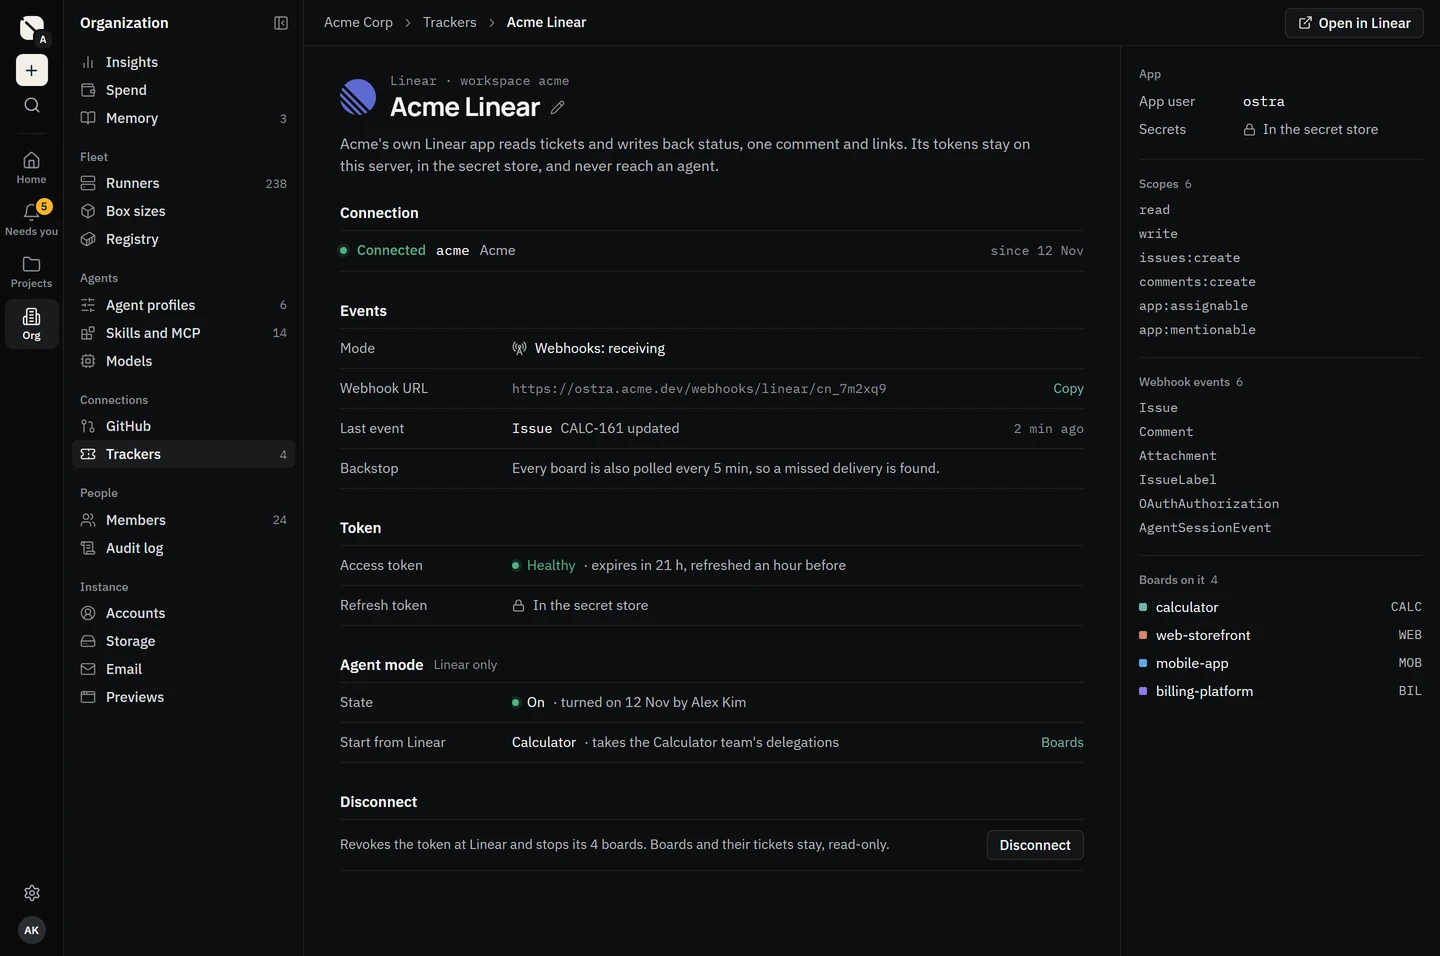 A
Home
5
Needs you
Projects
Org
AK
Organization
Insights
Spend
Memory 3
Fleet
Runners 238
Box sizes
Registry
Agents
Agent profiles 6
Skills and MCP 14
Models
Connections
GitHub
Trackers 4
People
Members 24
Audit log
Instance
Accounts
Storage
Email
Previews
Acme Corp > Trackers > Acme Linear
Open in Linear
Linear · workspace acme
Acme Linear
Acme's own Linear app reads tickets and writes back status, one comment and links. Its tokens stay on
this server, in the secret store, and never reach an agent.
Connection
Connected acme Acme since 12 Nov
Events
Mode Webhooks: receiving
Webhook URL https://ostra.acme.dev/webhooks/linear/cn_7m2xq9 Copy
Last event Issue CALC-161 updated 2 min ago
Backstop Every board is also polled every 5 min, so a missed delivery is found.
Token
Access token Healthy · expires in 21 h, refreshed an hour before
Refresh token In the secret store
Agent mode Linear only
State On · turned on 12 Nov by Alex Kim
Start from Linear Calculator · takes the Calculator team's delegations Boards
Disconnect
Revokes the token at Linear and stops its 4 boards. Boards and their tickets stay, read-only. Disconnect
App
App user ostra
Secrets In the secret store
Scopes 6
read
write
issues:create
comments:create
app:assignable
app:mentionable
Webhook events 6
Issue
Comment
Attachment
IssueLabel
OAuthAuthorization
AgentSessionEvent
Boards on it 4
calculator CALC
web-storefront WEB
mobile-app MOB
billing-platform BIL